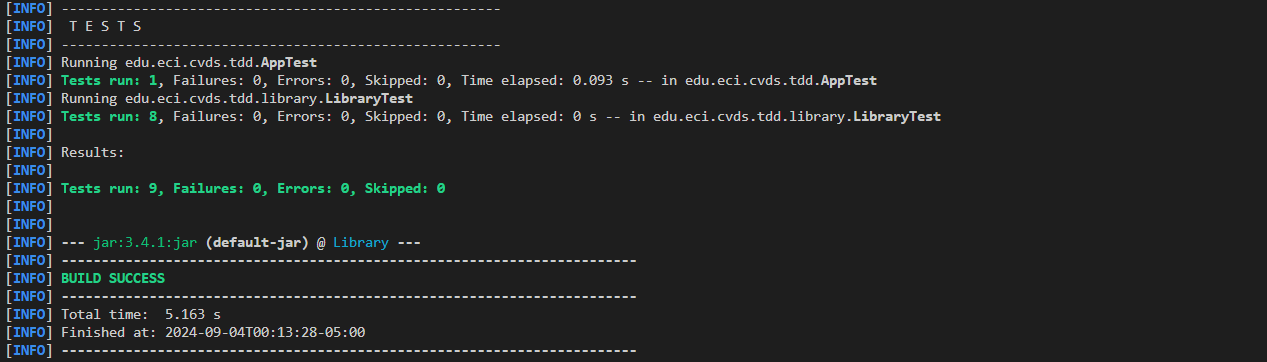 [INFO] -------------------------------------------------------
[INFO]  T E S T S
[INFO] -------------------------------------------------------
[INFO] Running edu.eci.cvds.tdd.AppTest
[INFO] Tests run: 1, Failures: 0, Errors: 0, Skipped: 0, Time elapsed: 0.093 s -- in edu.eci.cvds.tdd.AppTest
[INFO] Running edu.eci.cvds.tdd.library.LibraryTest
[INFO] Tests run: 8, Failures: 0, Errors: 0, Skipped: 0, Time elapsed: 0 s -- in edu.eci.cvds.tdd.library.LibraryTest
[INFO]
[INFO] Results:
[INFO]
[INFO] Tests run: 9, Failures: 0, Errors: 0, Skipped: 0
[INFO]
[INFO]
[INFO] --- jar:3.4.1:jar (default-jar) @ Library ---
[INFO] ------------------------------------------------------------------------
[INFO] BUILD SUCCESS
[INFO] ------------------------------------------------------------------------
[INFO] Total time:  5.163 s
[INFO] Finished at: 2024-09-04T00:13:28-05:00
[INFO] ------------------------------------------------------------------------